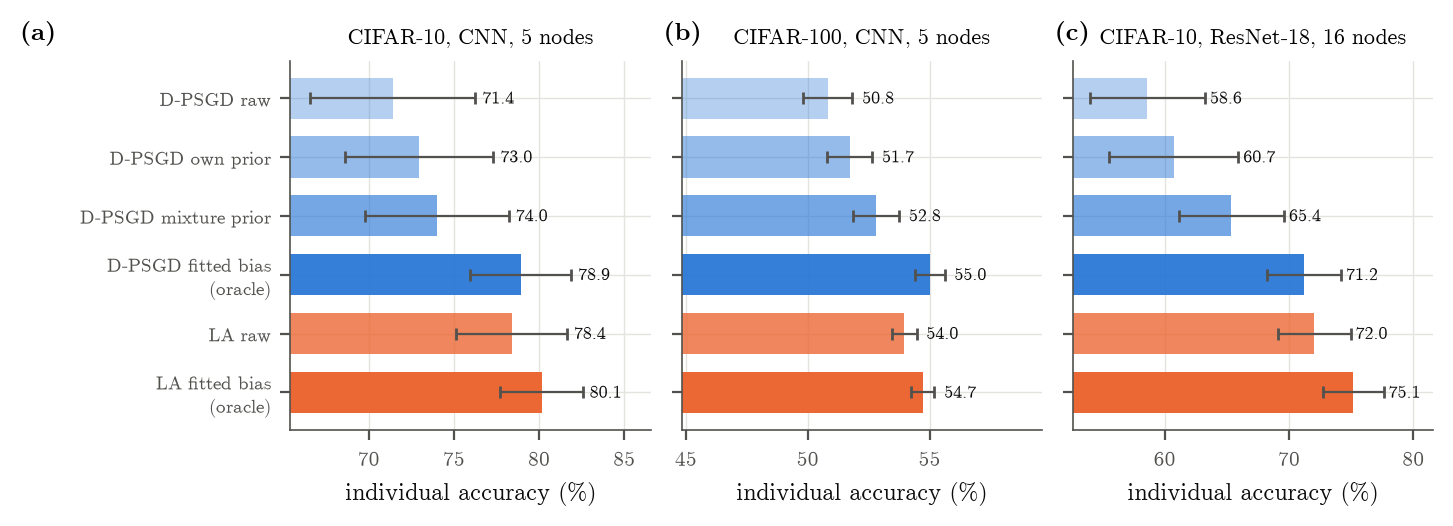 (a)
CIFAR-10, CNN, 5 nodes
D-PSGD raw
71.4
D-PSGD own prior
73.0
D-PSGD mixture prior
74.0
D-PSGD fitted bias
(oracle)
78.9
LA raw
78.4
LA fitted bias
(oracle)
80.1
70 75 80 85
individual accuracy (%)
(b)
CIFAR-100, CNN, 5 nodes
50.8
51.7
52.8
55.0
54.0
54.7
45 50 55
individual accuracy (%)
(c)
CIFAR-10, ResNet-18, 16 nodes
58.6
60.7
65.4
71.2
72.0
75.1
60 70 80
individual accuracy (%)